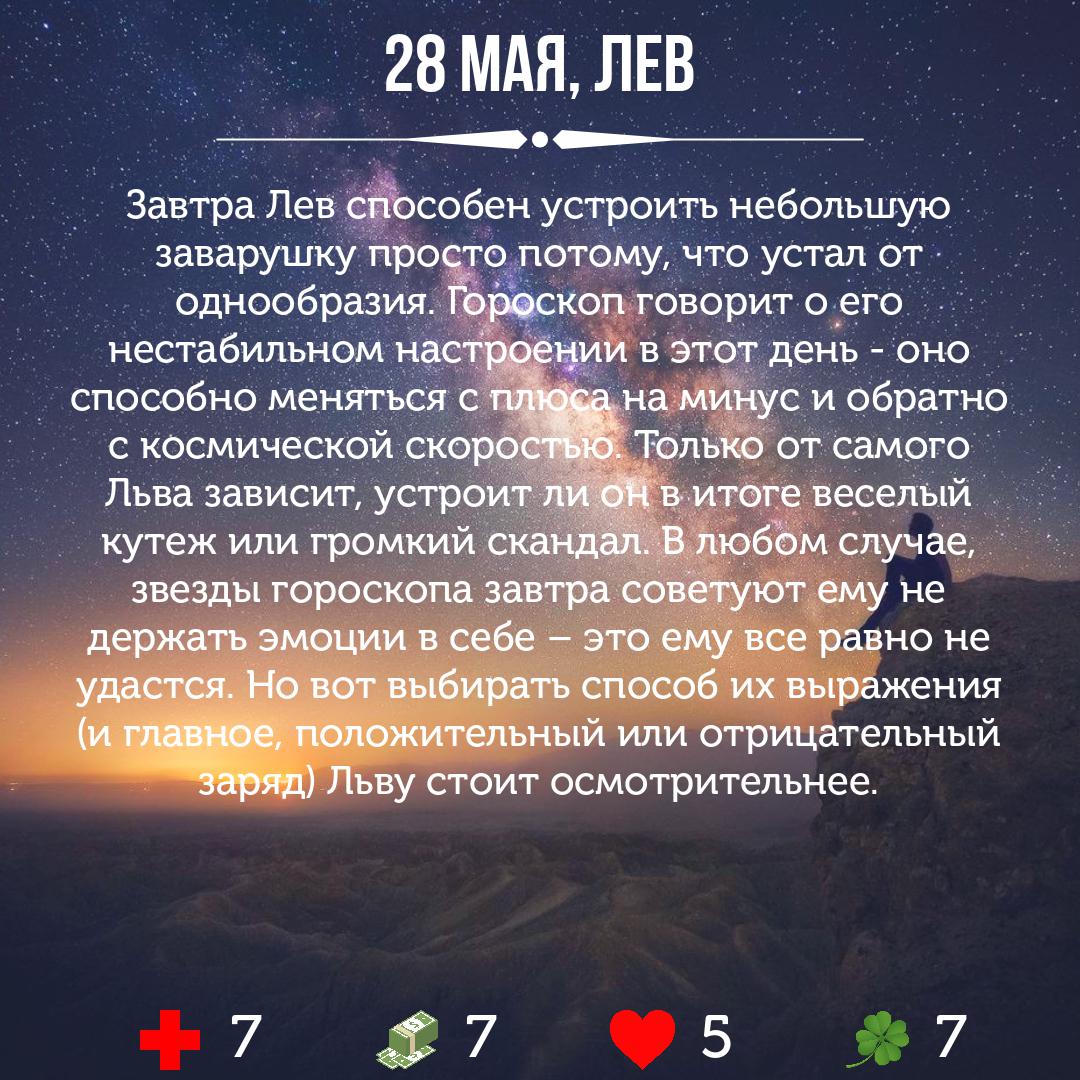 28 МАЯ, ЛЕВ
Завтра Лев способен устроить небольшую
заварушку просто потому, что устал от
однообразия. Гороскоп говорит о его
нестабильном настроении в этот день - оно
способно меняться с плюса на минус и обратно
с космической скоростью. Только от самого
Льва зависит, устроит ли он в итоге веселый
кутеж или громкий скандал. В любом случае,
звезды гороскопа завтра советуют ему не
держать эмоции в себе – это ему все равно не
удастся. Но вот выбирать способ их выражения
(и главное, положительный или отрицательный
заряд) Льву стоит осмотрительнее.
7 7 5 7